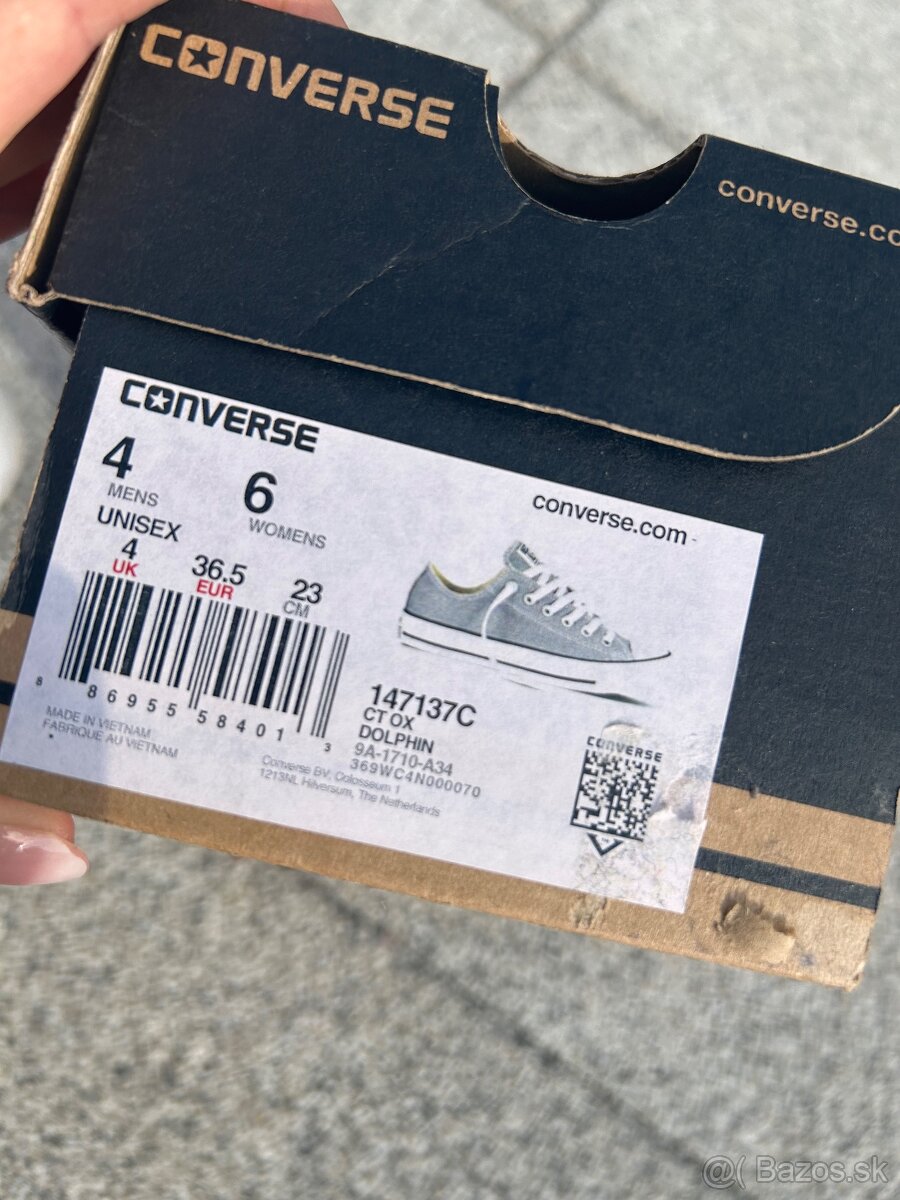 CONVERSE
converse.co
CONVERSE
4
MENS
6
WOMENS
converse.com
UNISEX
4
UK
36.5
EUR
23
CM
8 86955 58401 3
MADE IN VIETNAM
FABRIQUE AU VIETNAM
147137C
CT OX
DOLPHIN
9A-1710-A34
369WC4N000070
Converse BV, Colosseum 1
1213NL Hilversum, The Netherlands
CONVERSE
@( Bazos.sk